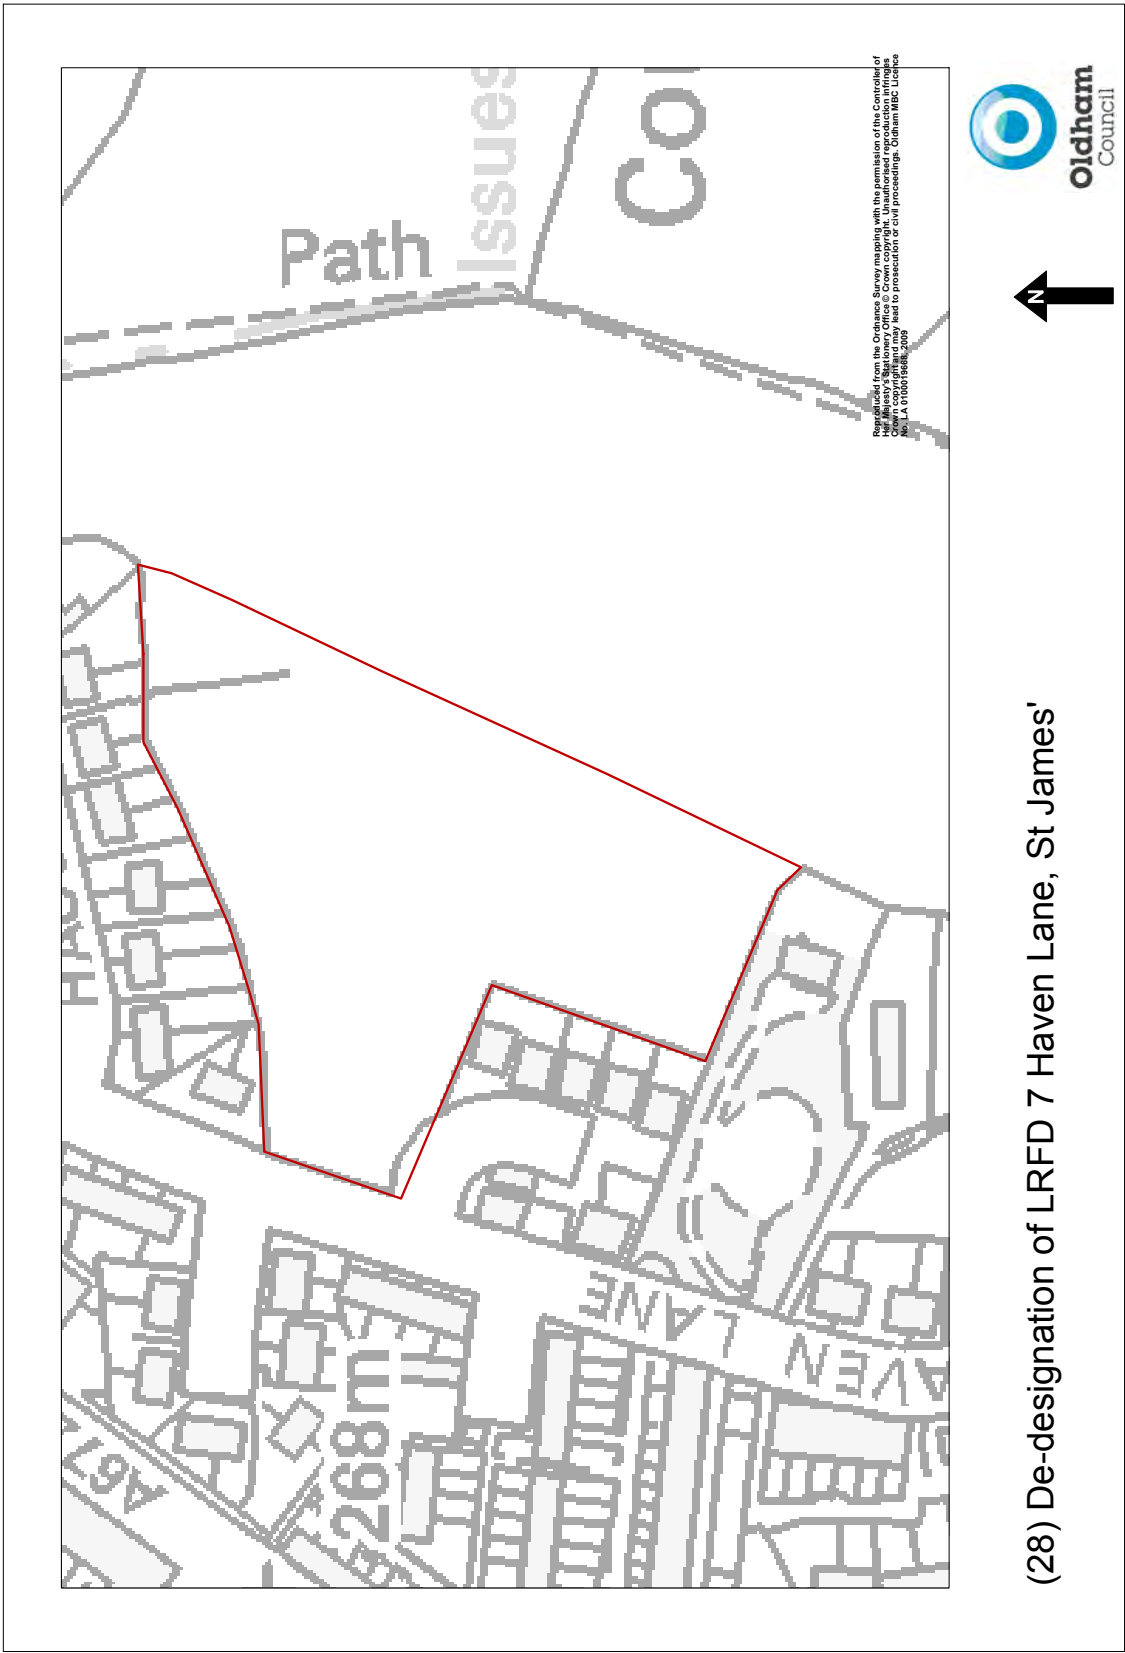 (28) De-designation of LRFD 7 Haven Lane, St James'
Oldham
Council
N
Reproduced from the Ordnance Survey mapping with the permission of the Controller of
Her Majesty's Stationery Office © Crown copyright. Unauthorised reproduction infringes
Crown copyright and may lead to prosecution or civil proceedings. Oldham MBC Licence
No. LA 0100019668. 2009
Path
Issues
268m
LANE